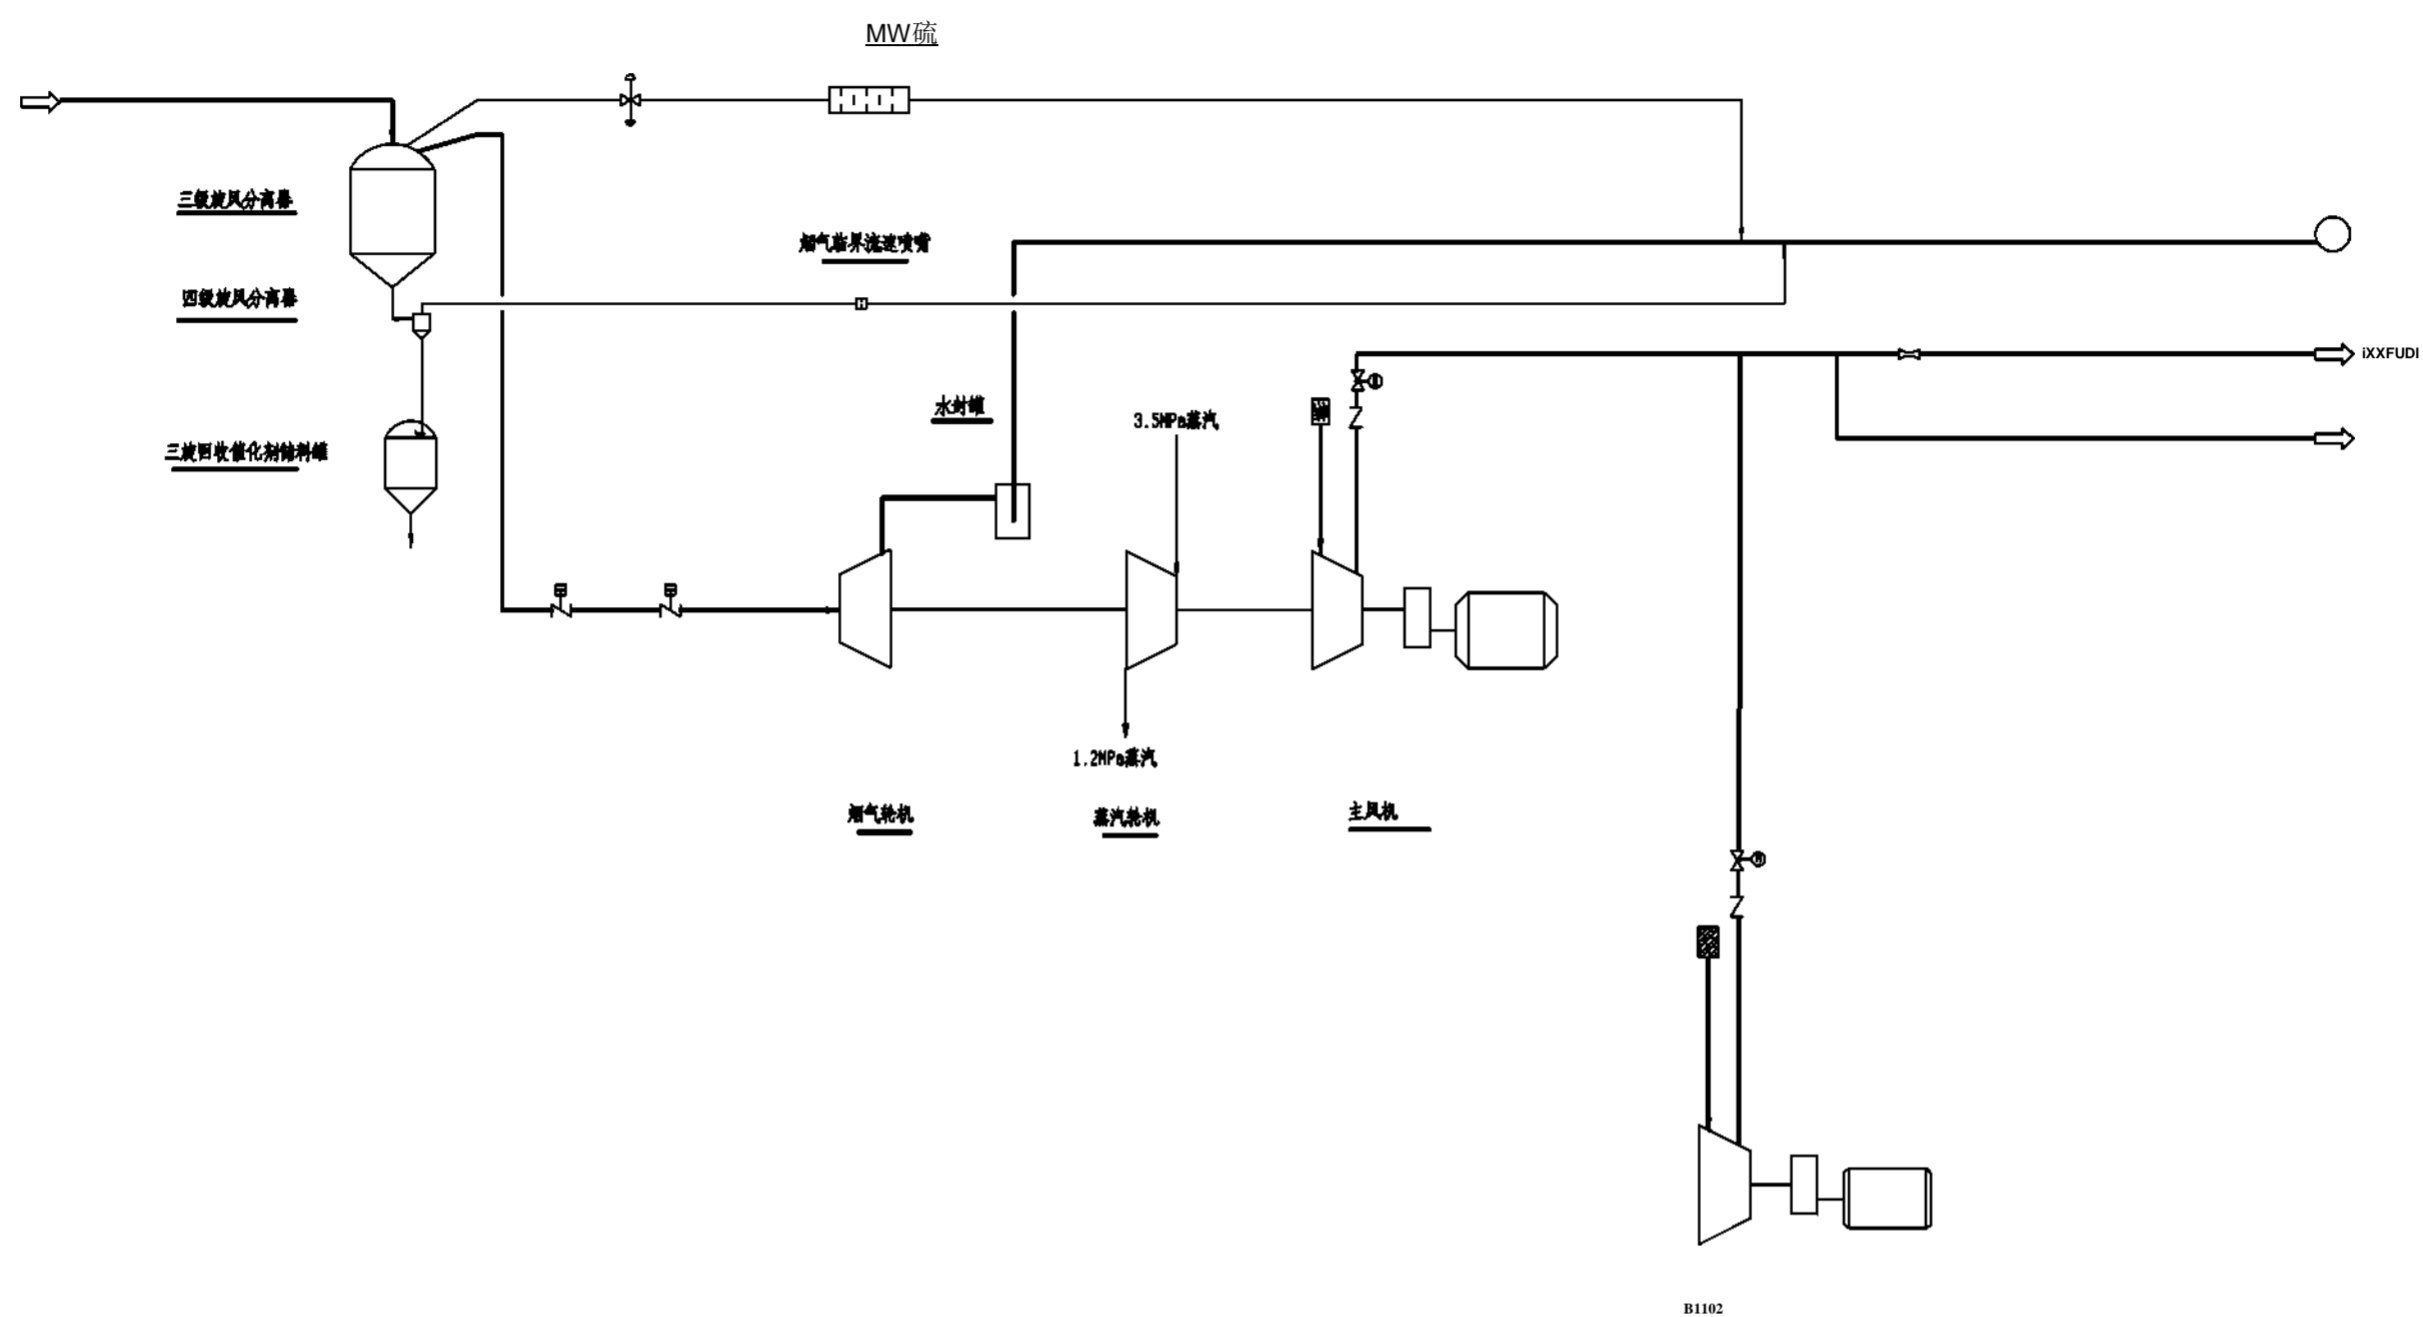 MW硫
三级旋风分离器
烟气临界流速喷嘴
四级旋风分离器
iXXFUDI
水封罐
3.5MPa蒸汽
三旋回收催化剂储料罐
1.2MPa蒸汽
烟气轮机
蒸汽轮机
主风机
B1102